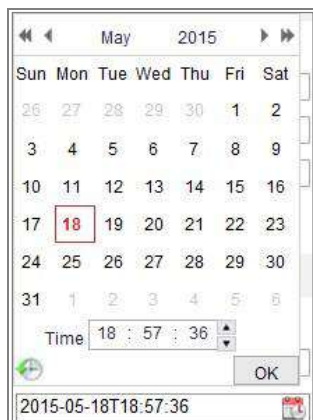 May 2015
Sun Mon Tue Wed Thu Fri Sat
26 27 28 29 30 1 2
3 4 5 6 7 8 9
10 11 12 13 14 15 16
17 18 19 20 21 22 23
24 25 26 27 28 29 30
31 1 2 3 4 5 6
Time 18 : 57 : 36
OK
2015-05-18T18:57:36